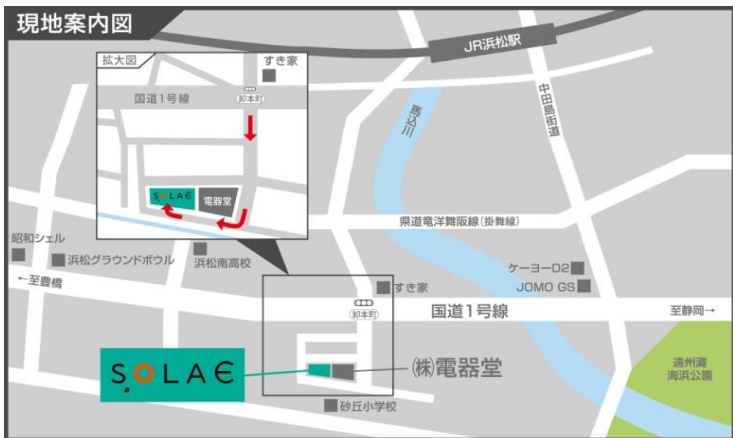 現地案内図
JR浜松駅
拡大図
すき家
国道1号線
卸本町
SOLAE
電器堂
馬込川
中田島街道
県道竜洋舞阪線(掛舞線)
昭和シェル
浜松グラウンドボウル
浜松南高校
←至豊橋
ケーヨーD2
JOMO GS
すき家
卸本町
国道1号線
至静岡→
SOLAE
㈱電器堂
遠州灘
海浜公園
砂丘小学校